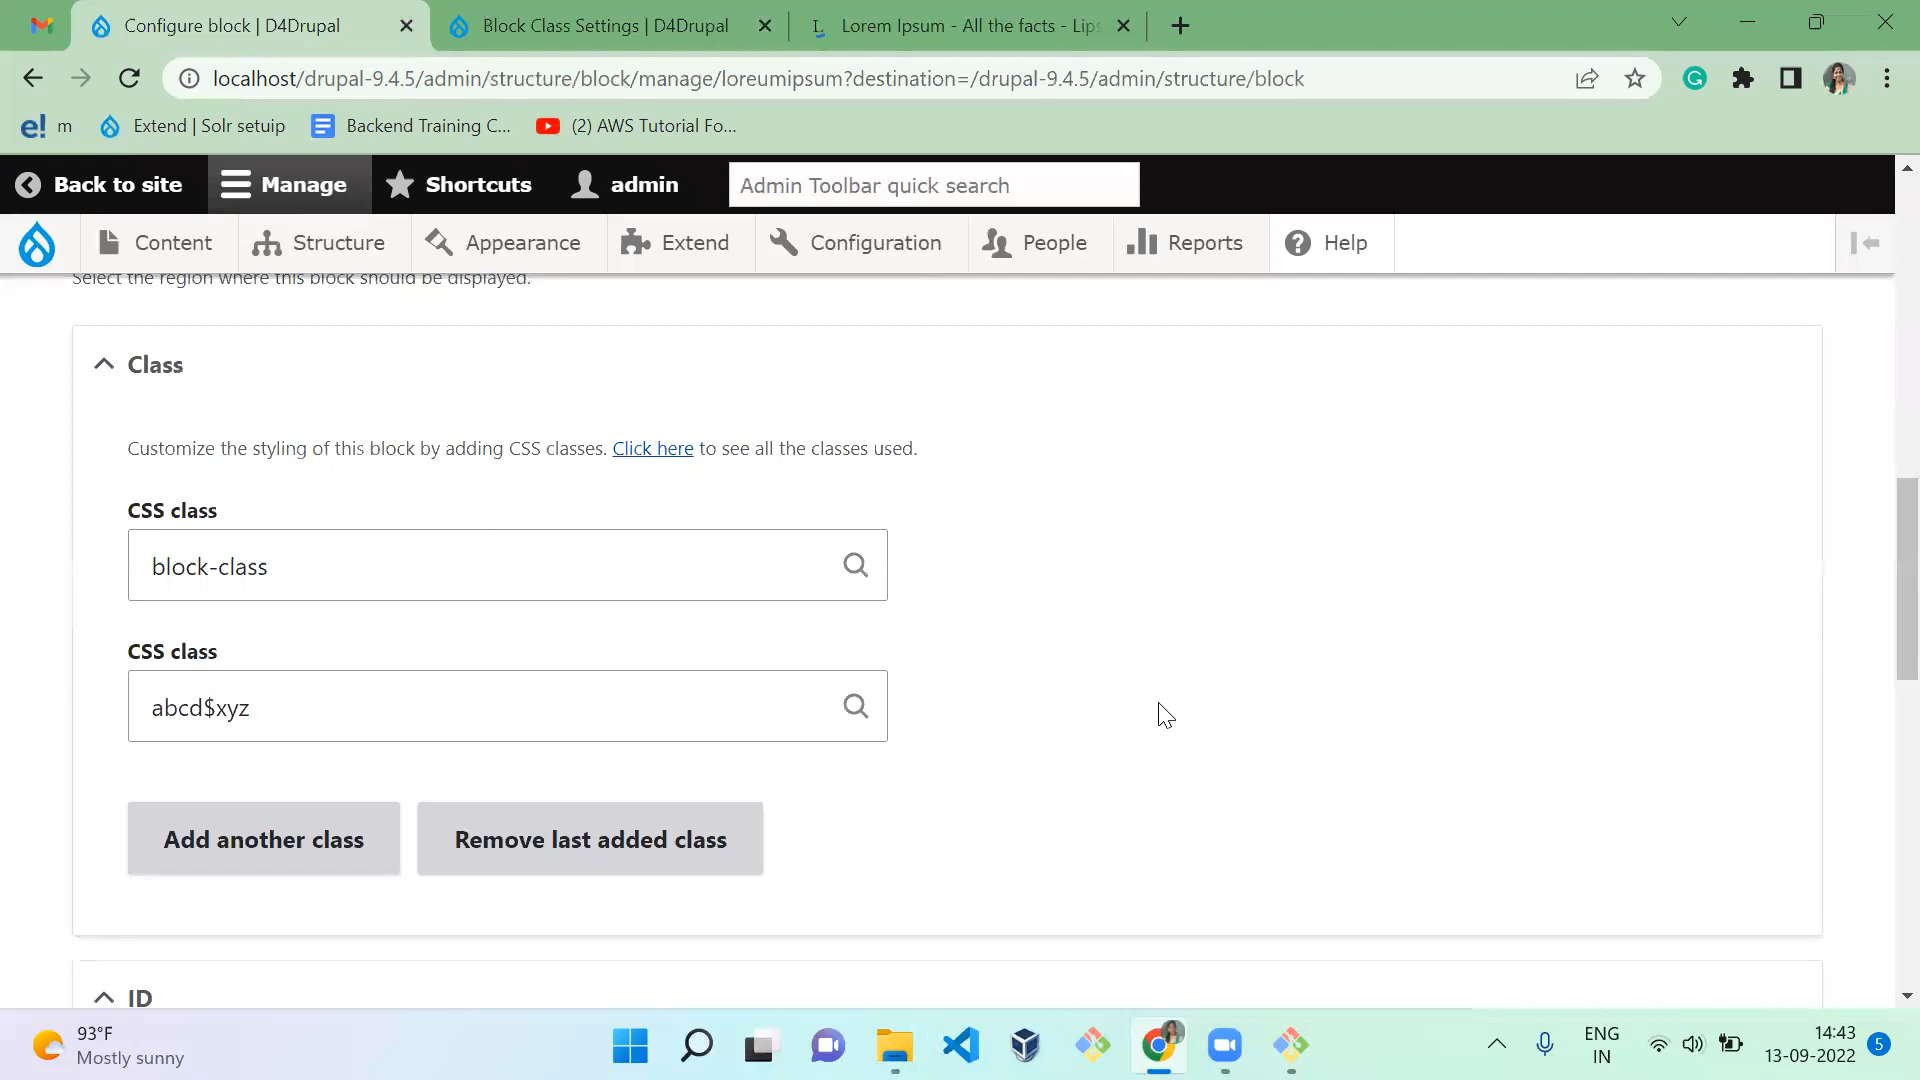 Configure block | D4Drupal
Block Class Settings | D4Drupal
Lorem Ipsum - All the facts - Lips
localhost/drupal-9.4.5/admin/structure/block/manage/loreumipsum?destination=/drupal-9.4.5/admin/structure/block
e! m
Extend | Solr setuip
Backend Training C...
(2) AWS Tutorial Fo...
Back to site
Manage
Shortcuts
admin
Admin Toolbar quick search
Content
Structure
Appearance
Extend
Configuration
People
Reports
Help
Select the region where this block should be displayed.
Class
Customize the styling of this block by adding CSS classes. Click here to see all the classes used.
CSS class
block-class
CSS class
abcd$xyz
Add another class
Remove last added class
ID
93°F
Mostly sunny
ENG
IN
14:43
13-09-2022
5